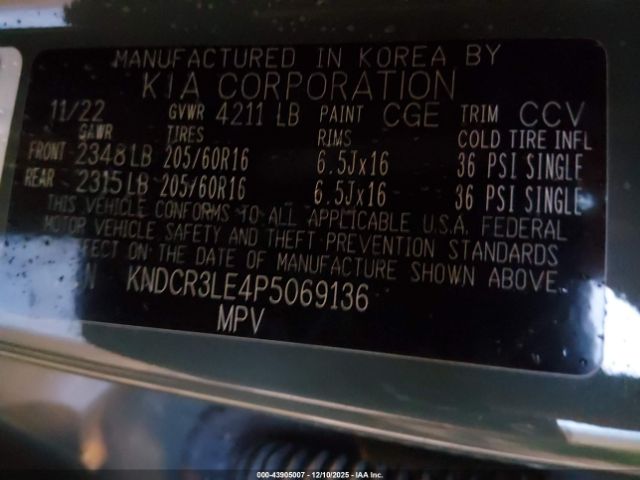 MANUFACTURED IN KOREA BY
KIA CORPORATION
11/22 GVWR 4211 LB PAINT CGE TRIM CCV
GAWR TIRES RIMS COLD TIRE INFL
FRONT 2348LB 205/60R16 6.5Jx16 36 PSI SINGLE
REAR 2315LB 205/60R16 6.5Jx16 36 PSI SINGLE
THIS VEHICLE CONFORMS TO ALL APPLICABLE U.S.A. FEDERAL
MOTOR VEHICLE SAFETY AND THEFT PREVENTION STANDARDS
EFFECT ON THE DATE OF MANUFACTURE SHOWN ABOVE.
KNDCR3LE4P5069136
MPV
000-43905007 - 12/10/2025 - IAA Inc.